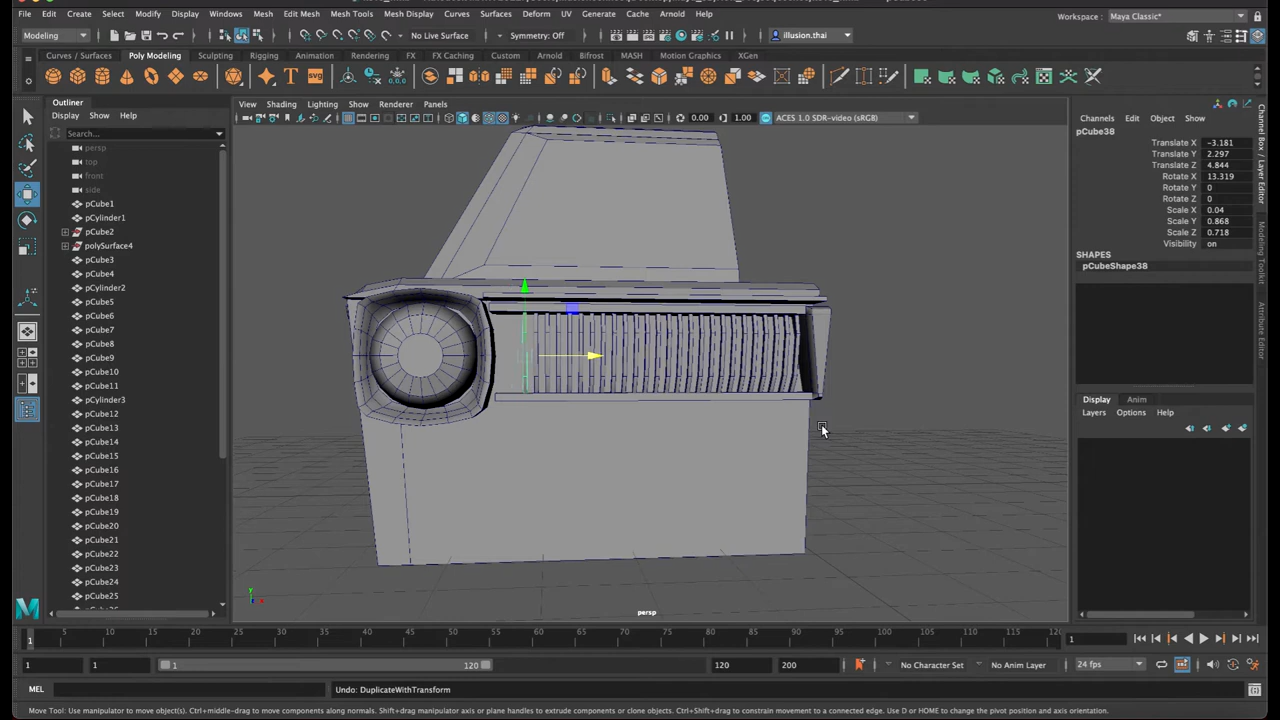 File Edit Create Select Modify Display Windows Mesh Edit Mesh Mesh Tools Mesh Display Curves Surfaces Deform UV Generate Cache Arnold Help
Workspace : Maya Classic*
Modeling
No Live Surface
Symmetry: Off
illusion.thai
Curves / Surfaces Poly Modeling Sculpting Rigging Animation Rendering FX FX Caching Custom Arnold Bifrost MASH Motion Graphics XGen
SVG
Outliner
Display Show Help
Search...
persp
top
front
side
pCube1
pCylinder1
pCube2
polySurface4
pCube3
pCube4
pCylinder2
pCube5
pCube6
pCube7
pCube8
pCube9
pCube10
pCube11
pCylinder3
pCube12
pCube13
pCube14
pCube15
pCube16
pCube17
pCube18
pCube19
pCube20
pCube21
pCube22
pCube23
pCube24
pCube25
View Shading Lighting Show Renderer Panels
0.00 1.00 ACES 1.0 SDR-video (sRGB)
persp
Channels Edit Object Show
pCube38
Translate X -3.181
Translate Y 2.297
Translate Z 4.844
Rotate X 13.319
Rotate Y 0
Rotate Z 0
Scale X 0.04
Scale Y 0.868
Scale Z 0.718
Visibility on
SHAPES
pCubeShape38
Display Anim
Layers Options Help
Channel Box / Layer Editor
Modeling Toolkit
Attribute Editor
5 10 15 20 25 30 35 40 45 50 55 60 65 70 75 80 85 90 95 100 105 110 115 120
1
1
1 1 1 120 120 200 No Character Set No Anim Layer 24 fps
MEL Undo: DuplicateWithTransform
Move Tool: Use manipulator to move object(s). Ctrl+middle-drag to move components along normals. Shift+drag manipulator axis or plane handles to extrude components or clone objects. Ctrl+Shift+drag to constrain movement to a connected edge. Use D or HOME to change the pivot position and axis orientation.